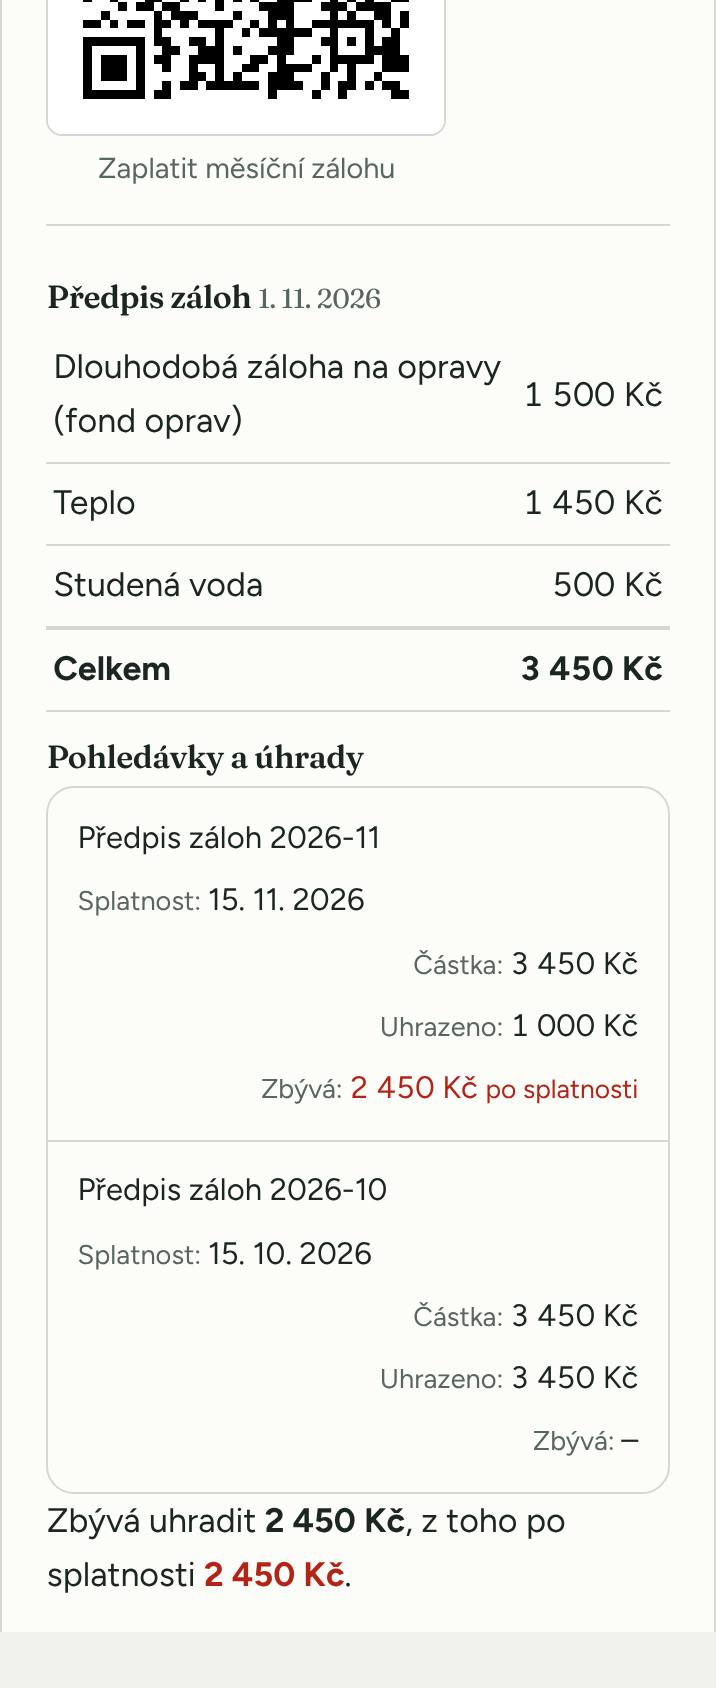 Zaplatit měsíční zálohu
Předpis záloh 1. 11. 2026
Dlouhodobá záloha na opravy
(fond oprav)
1 500 Kč
Teplo 1 450 Kč
Studená voda 500 Kč
Celkem 3 450 Kč
Pohledávky a úhrady
Předpis záloh 2026-11
Splatnost: 15. 11. 2026
Částka: 3 450 Kč
Uhrazeno: 1 000 Kč
Zbývá: 2 450 Kč po splatnosti
Předpis záloh 2026-10
Splatnost: 15. 10. 2026
Částka: 3 450 Kč
Uhrazeno: 3 450 Kč
Zbývá: –
Zbývá uhradit 2 450 Kč, z toho po
splatnosti 2 450 Kč.